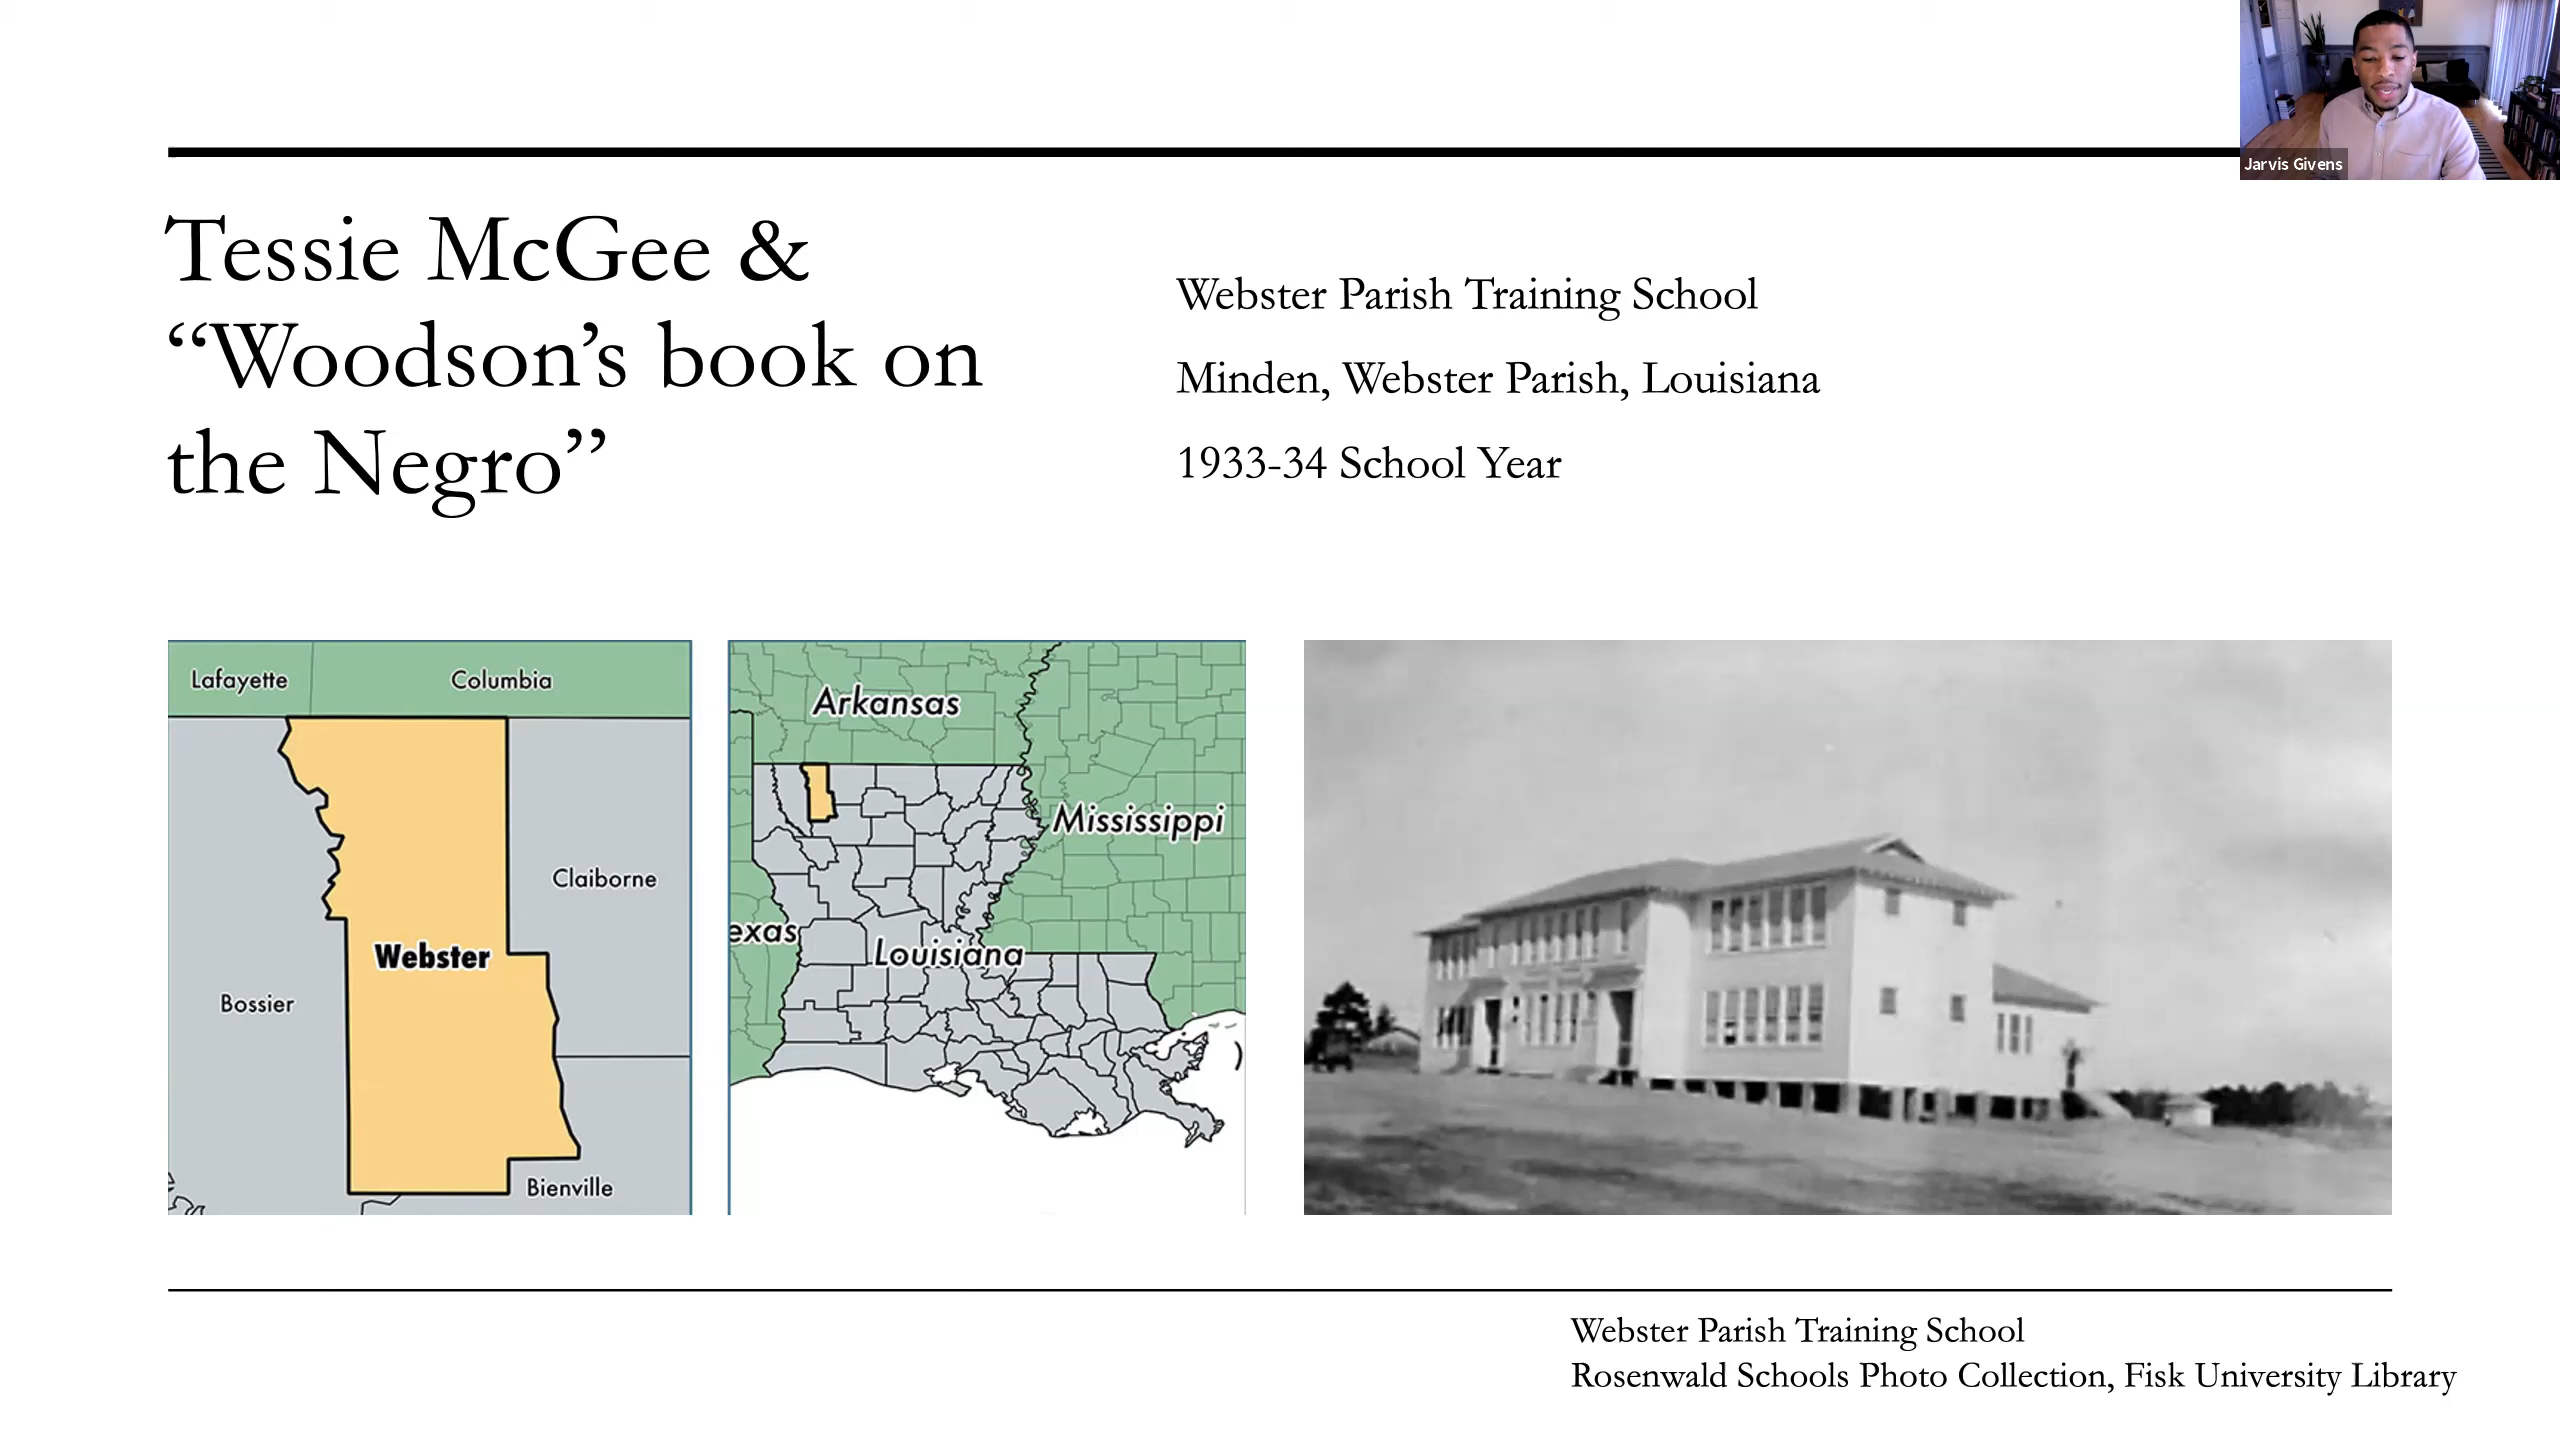 Jarvis Givens
Tessie McGee &
“Woodson’s book on
the Negro”
Webster Parish Training School
Minden, Webster Parish, Louisiana
1933-34 School Year
Lafayette
Columbia
Claiborne
Webster
Bossier
Bienville
Arkansas
Mississippi
exas
Louisiana
Webster Parish Training School
Rosenwald Schools Photo Collection, Fisk University Library